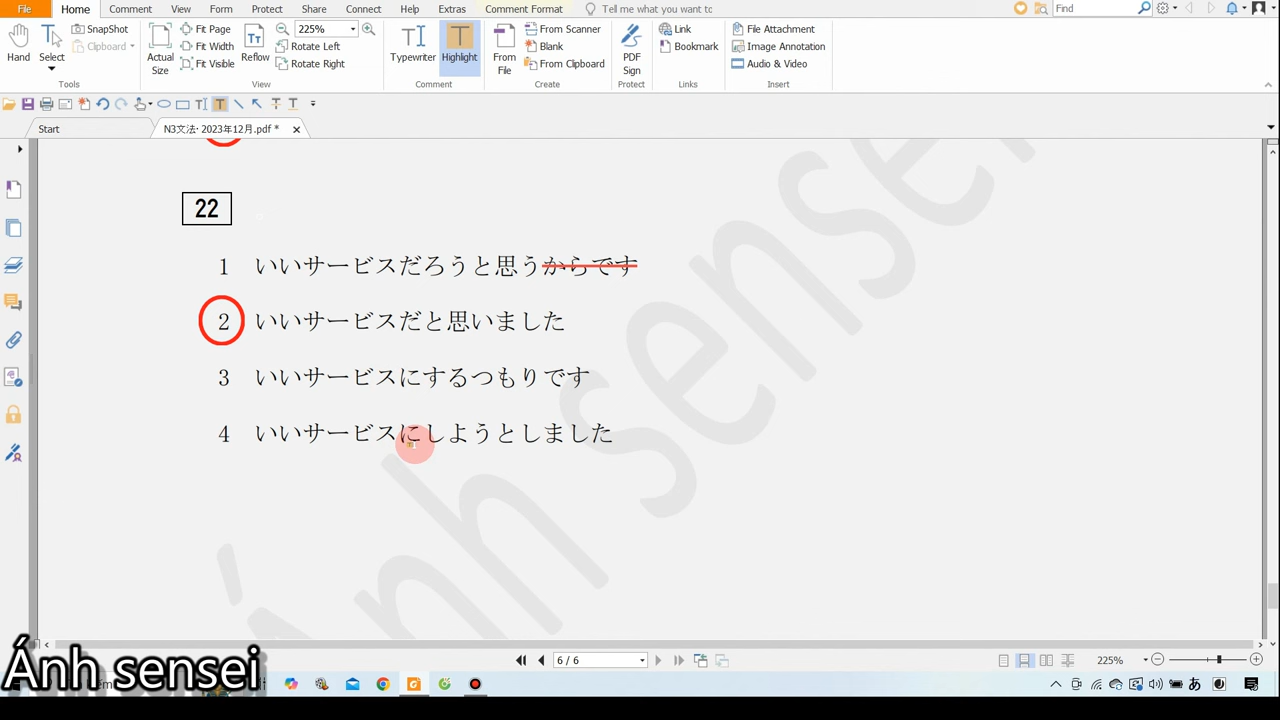 File Home Comment View Form Protect Share Connect Help Extras Comment Format Tell me what you want to Find
Hand
Select
SnapShot
Clipboard
Actual Size
Fit Page
Fit Width
Fit Visible
Reflow
225%
Rotate Left
Rotate Right
Typewriter
Highlight
From File
From Scanner
Blank
From Clipboard
PDF Sign
Link
Bookmark
File Attachment
Image Annotation
Audio & Video
Tools View Comment Create Protect Links Insert
Start
N3文法· 2023年12月.pdf *
22
1 いいサービスだろうと思うからです
2 いいサービスだと思いました
3 いいサービスにするつもりです
4 いいサービスにしようとしました
Ánh sensei
6 / 6
225%
Ánh sensei
あ